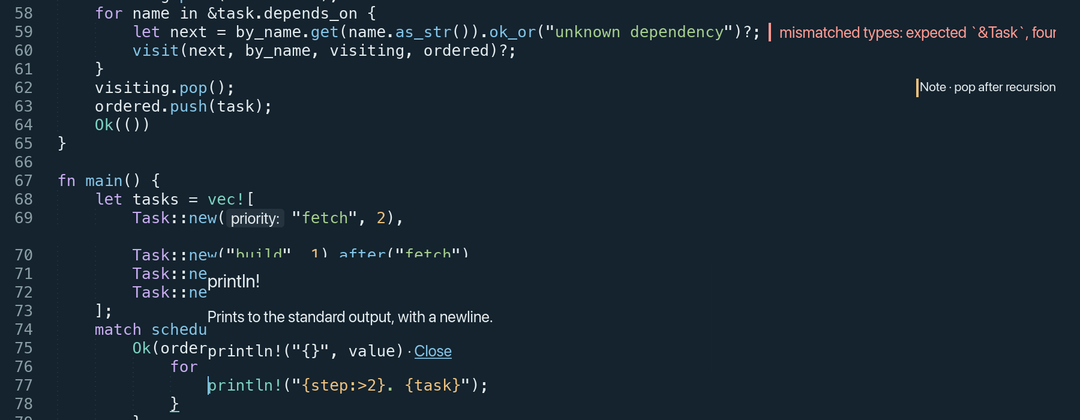 58 for name in &task.depends_on {
59 let next = by_name.get(name.as_str()).ok_or("unknown dependency")?; mismatched types: expected `&Task`, four
60 visit(next, by_name, visiting, ordered)?;
61 }
62 visiting.pop(); Note · pop after recursion
63 ordered.push(task);
64 Ok(())
65 }
66
67 fn main() {
68 let tasks = vec![
69 Task::new( priority: "fetch", 2),
70 Task::new("build", 1).after("fetch")
71 Task::ne
println!
72 Task::ne
73 ];
Prints to the standard output, with a newline.
74 match schedu
75 Ok(order
println!("{}", value) · Close
76 for
77 println!("{step:>2}. {task}");
78 }